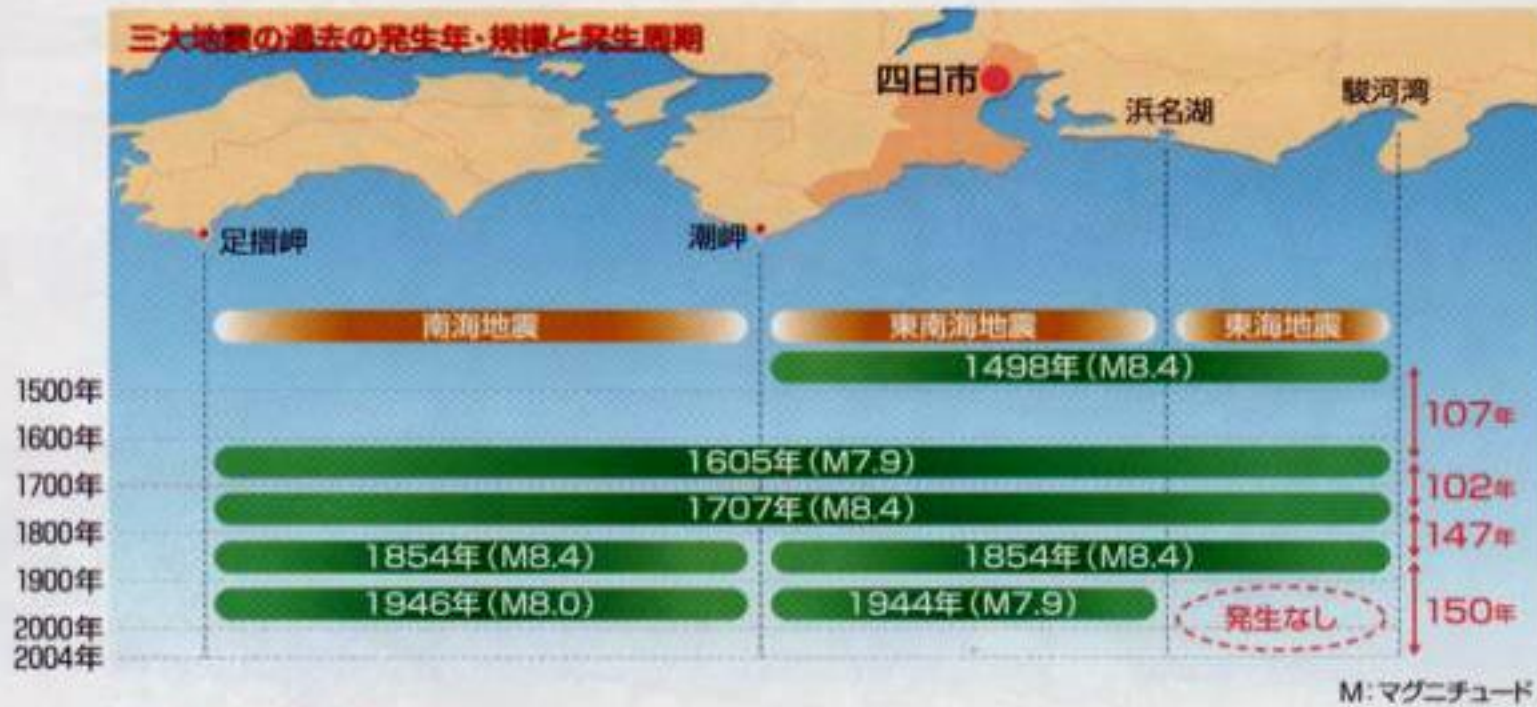 三大地震の過去の発生年・規模と発生周期
四日市
浜名湖
駿河湾
足摺岬
潮岬
南海地震
東南海地震
東海地震
1498年(M8.4)
1500年
107年
1600年
1605年(M7.9)
1700年
102年
1707年(M8.4)
1800年
147年
1854年(M8.4)
1854年(M8.4)
1900年
1946年(M8.0)
1944年(M7.9)
発生なし
150年
2000年
2004年
M:マグニチュード